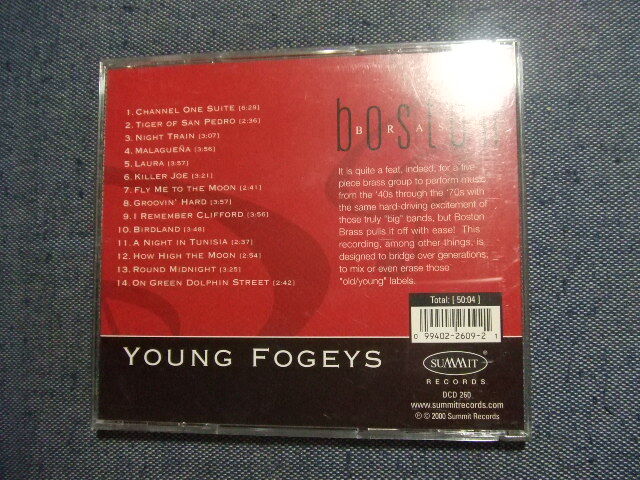 1. Channel One Suite [6:29]
2. Tiger of San Pedro [2:36]
3. Night Train [3:07]
4. Malagueña [3:56]
5. Laura [3:57]
6. Killer Joe [3:21]
7. Fly Me to the Moon [2:41]
8. Groovin' Hard [3:57]
9. I Remember Clifford [3:56]
10. Birdland [3:46]
11. A Night in Tunisia [2:37]
12. How High the Moon [2:54]
13. Round Midnight [3:25]
14. On Green Dolphin Street [2:42]
boston
It is quite a feat, indeed, for a five
piece brass group to perform music
from the '40s through the '70s with
the same hard-driving excitement of
those truly "big" bands, but Boston
Brass pulls it off with ease! This
recording, among other things, is
designed to bridge over generations,
to mix or even erase those
"old/young" labels.
Total: [ 50:04 ]
0 99402-2609-2 1
Young Fogeys
SUMMIT®
RECORDS
DCD 260
www.summitrecords.com
℗ © 2000 Summit Records